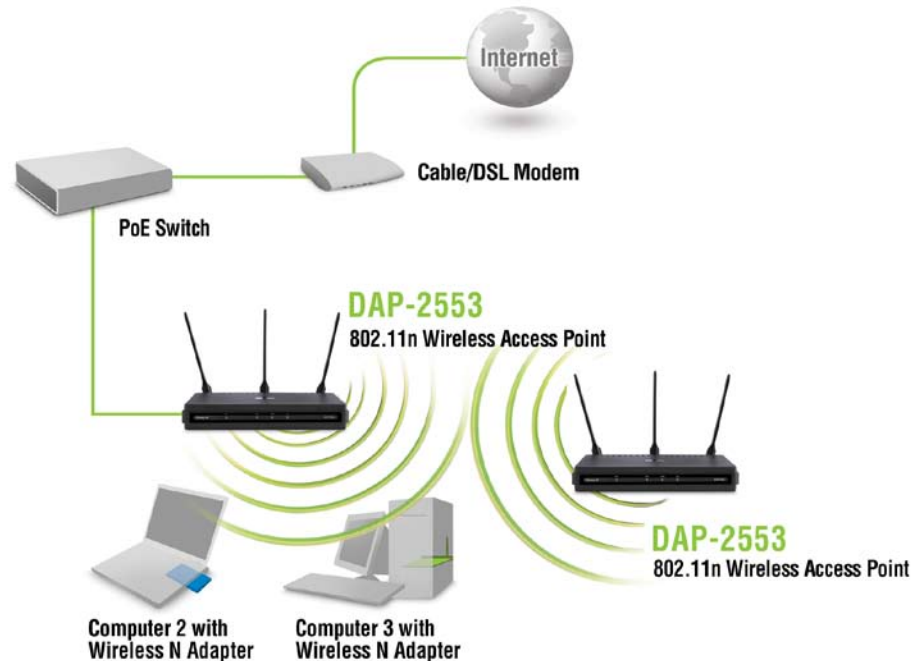 Internet
Cable/DSL Modem
PoE Switch
DAP-2553
802.11n Wireless Access Point
DAP-2553
802.11n Wireless Access Point
Computer 2 with
Wireless N Adapter
Computer 3 with
Wireless N Adapter